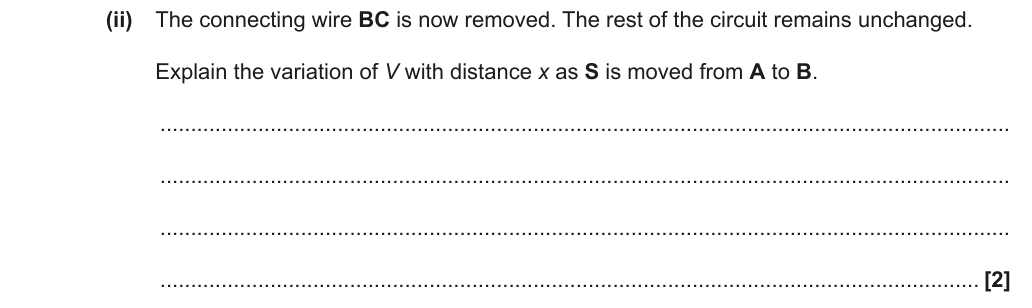 (ii) The connecting wire BC is now removed. The rest of the circuit remains unchanged.
Explain the variation of V with distance x as S is moved from A to B.
..........................................................................................................................................
..........................................................................................................................................
..........................................................................................................................................
..................................................................................................................................... [2]